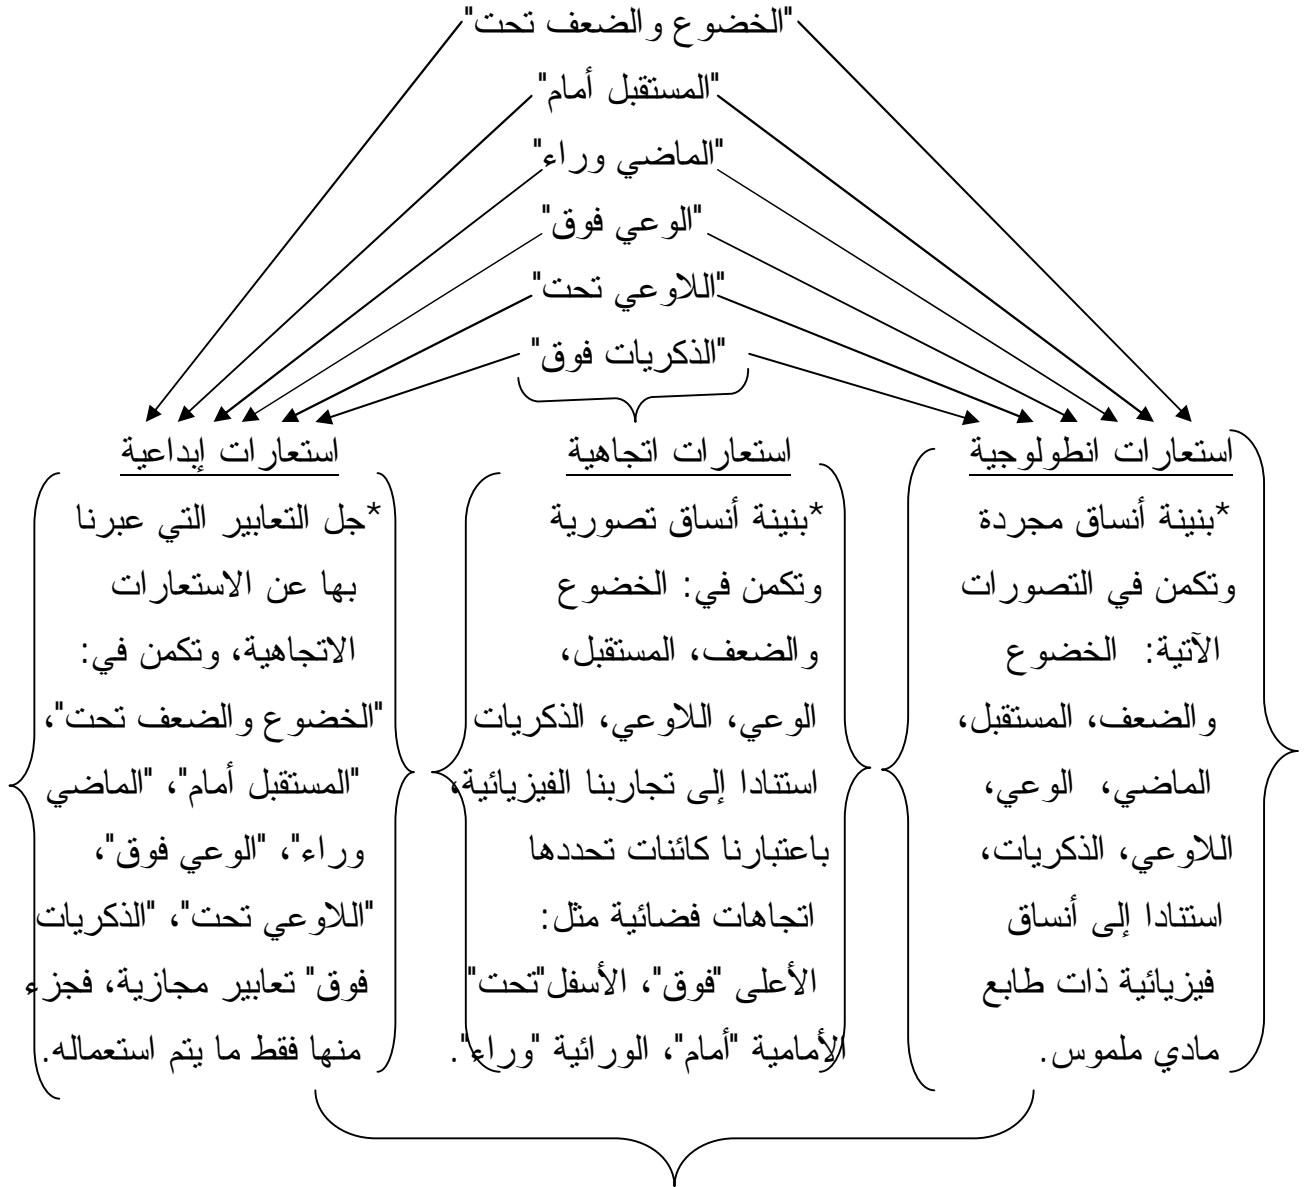 "الخضوع والضعف تحت"
"المستقبل أمام"
"الماضي وراء"
"الوعي فوق"
"اللاوعي تحت"
"الذكريات فوق"
استعارات انطولوجية
*بنينة أنساق مجردة
وتكمن في التصورات
الآتية: الخضوع
والضعف، المستقبل،
الماضي، الوعي،
اللاوعي، الذكريات،
استنادا إلى أنساق
فيزيائية ذات طابع
مادي ملموس.
استعارات اتجاهية
*بنينة أنساق تصورية
وتكمن في: الخضوع
والضعف، المستقبل،
الوعي، اللاوعي، الذكريات
استنادا إلى تجاربنا الفيزيائية،
باعتبارنا كائنات تحددها
اتجاهات فضائية مثل:
الأعلى "فوق"، الأسفل"تحت"
الأمامية "أمام"، الورائية "وراء".
استعارات إبداعية
*جل التعابير التي عبرنا
بها عن الاستعارات
الاتجاهية، وتكمن في:
"الخضوع والضعف تحت"،
"المستقبل أمام"، "الماضي
وراء"، "الوعي فوق"،
"اللاوعي تحت"، "الذكريات
فوق" تعابير مجازية، فجزء
منها فقط ما يتم استعماله.